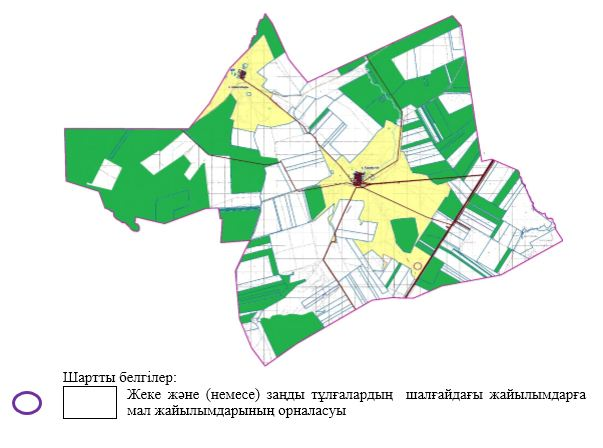 Шартты белгілер:
Жеке және (немесе) заңды тұлғалардың шалғайдағы жайылымдарға
мал жайылымдарының орналасуы